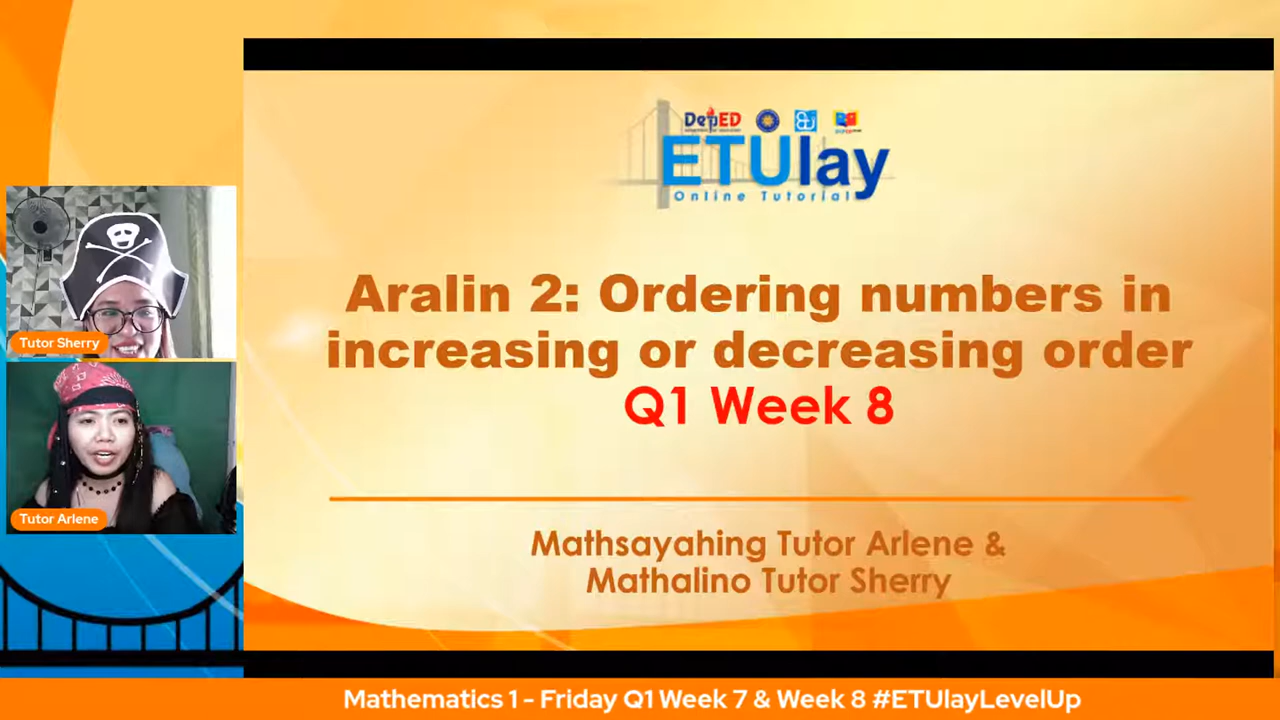 DepED
ETUlay
Online Tutorial
Aralin 2: Ordering numbers in
increasing or decreasing order
Q1 Week 8
Mathsayahing Tutor Arlene &
Mathalino Tutor Sherry
Tutor Sherry
Tutor Arlene
Mathematics 1 - Friday Q1 Week 7 & Week 8 #ETUlayLevelUp